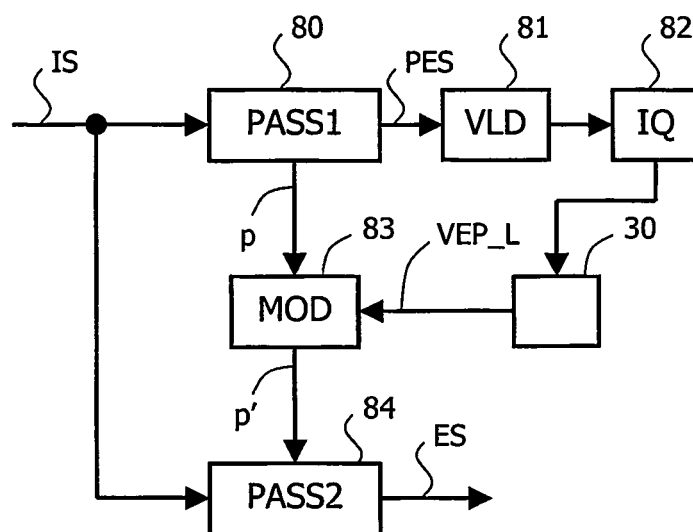 80
81
82
IS
PES
PASS1
VLD
IQ
p
83
VEP_L
30
MOD
p'
84
ES
PASS2